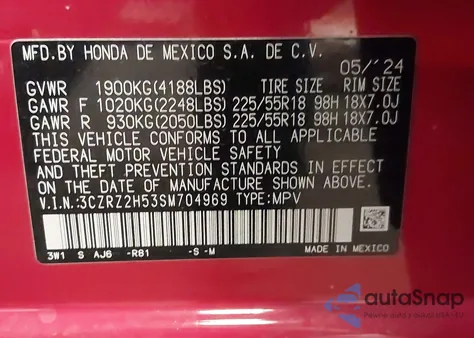 MFD.BY HONDA DE MEXICO S.A. DE C.V.
05/'24
GVWR 1900KG(4188LBS) TIRE SIZE RIM SIZE
GAWR F 1020KG(2248LBS) 225/55R18 98H 18X7.0J
GAWR R 930KG(2050LBS) 225/55R18 98H 18X7.0J
THIS VEHICLE CONFORMS TO ALL APPLICABLE
FEDERAL MOTOR VEHICLE SAFETY
AND THEFT PREVENTION STANDARDS IN EFFECT
ON THE DATE OF MANUFACTURE SHOWN ABOVE.
V.I.N.:3CZRZ2H53SM704969 TYPE:MPV
3W1 S AJ6 -R81 -S -M
MADE IN MEXICO
autoSnap